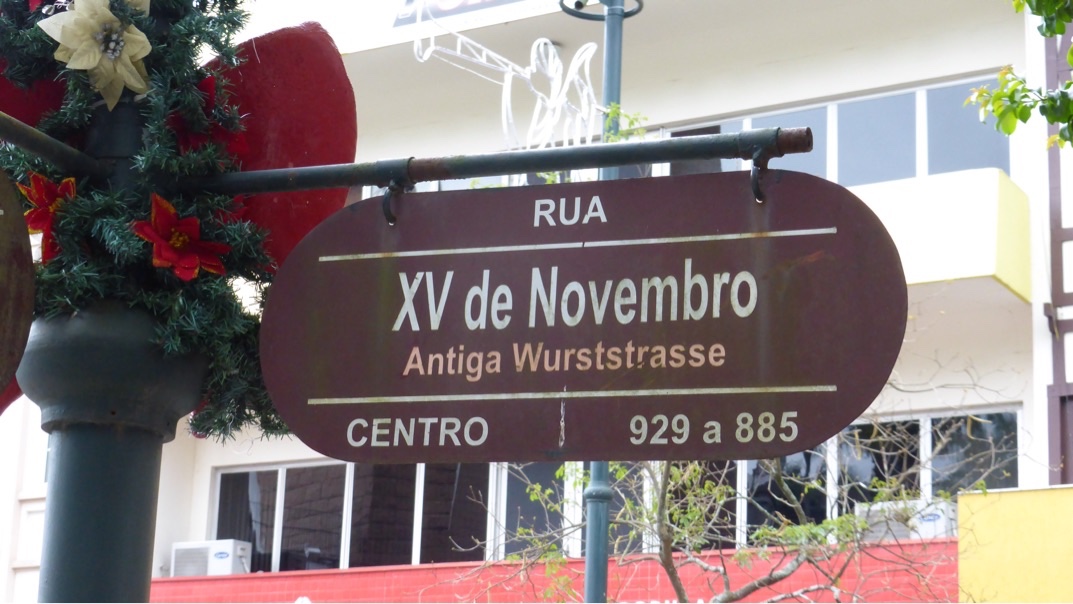 RUA
XV de Novembro
Antiga Wurststrasse
CENTRO 929 a 885